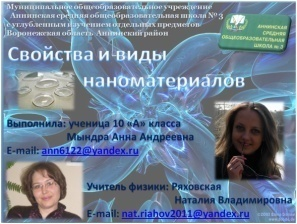 Муниципальное общеобразовательное учреждение
Аннинская средняя общеобразовательная школа № 3
с углубленным изучением отдельных предметов
Воронежская область Аннинский район
АННИНСКАЯ
СРЕДНЯЯ
ОБЩЕОБРАЗОВАТЕЛЬНАЯ
ШКОЛА № 3
Свойства и виды
наноматериалов
Выполнила: ученица 10 «А» класса
Мындра Анна Андреевна
E-mail: ann6122@yandex.ru
Учитель физики: Ряховская
Наталия Владимировна
E-mail: nat.riahov2011@yandex.ru